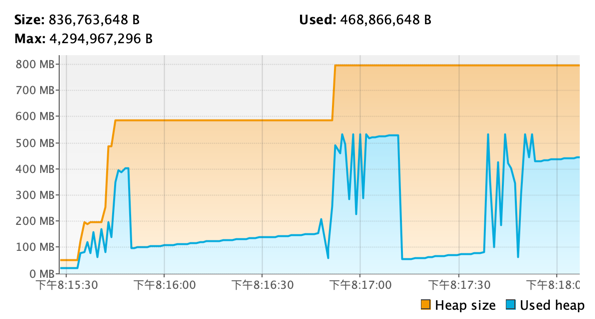 Size: 836,763,648 B
Used: 468,866,648 B
Max: 4,294,967,296 B
800 MB
700 MB
600 MB
500 MB
400 MB
300 MB
200 MB
100 MB
0 MB
下午8:15:30
下午8:16:00
下午8:16:30
下午8:17:00
下午8:17:30
下午8:18:0
Heap size
Used heap